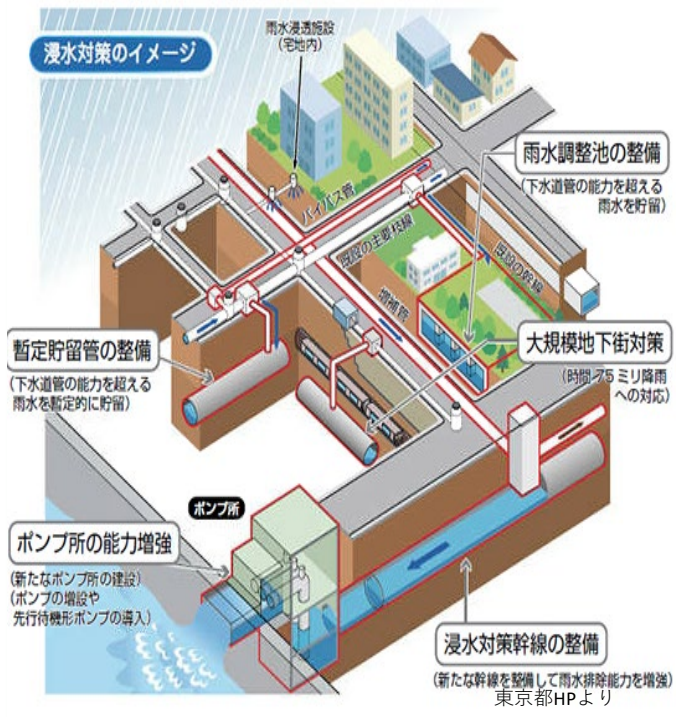 浸水対策のイメージ
雨水浸透施設
(宅地内)
雨水調整池の整備
(下水道管の能力を超える
雨水を貯留)
バイパス管
既設の主要枝線
既設の幹線
増補管
暫定貯留管の整備
(下水道管の能力を超える
雨水を暫定的に貯留)
大規模地下街対策
(時間75ミリ降雨
への対応)
ポンプ所
ポンプ所の能力増強
(新たなポンプ所の建設)
(ポンプの増設や
先行待機形ポンプの導入)
浸水対策幹線の整備
(新たな幹線を整備して雨水排除能力を増強)
東京都HPより